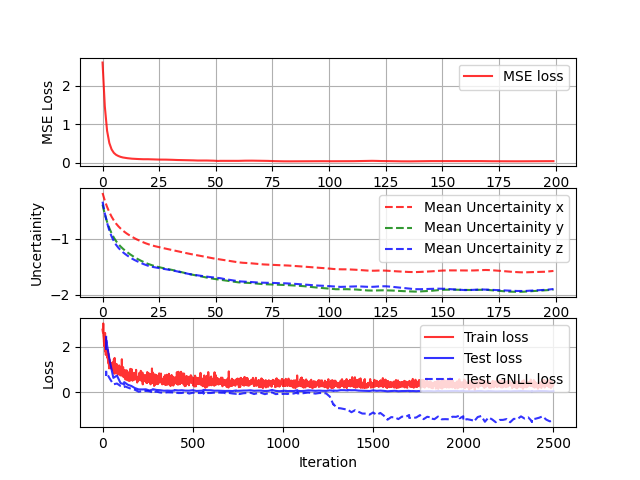 MSE Loss
2
1
0
MSE loss
0 25 50 75 100 125 150 175 200
Uncertainity
−1
−2
Mean Uncertainity x
Mean Uncertainity y
Mean Uncertainity z
0 25 50 75 100 125 150 175 200
Loss
2
0
Train loss
Test loss
Test GNLL loss
0 500 1000 1500 2000 2500
Iteration